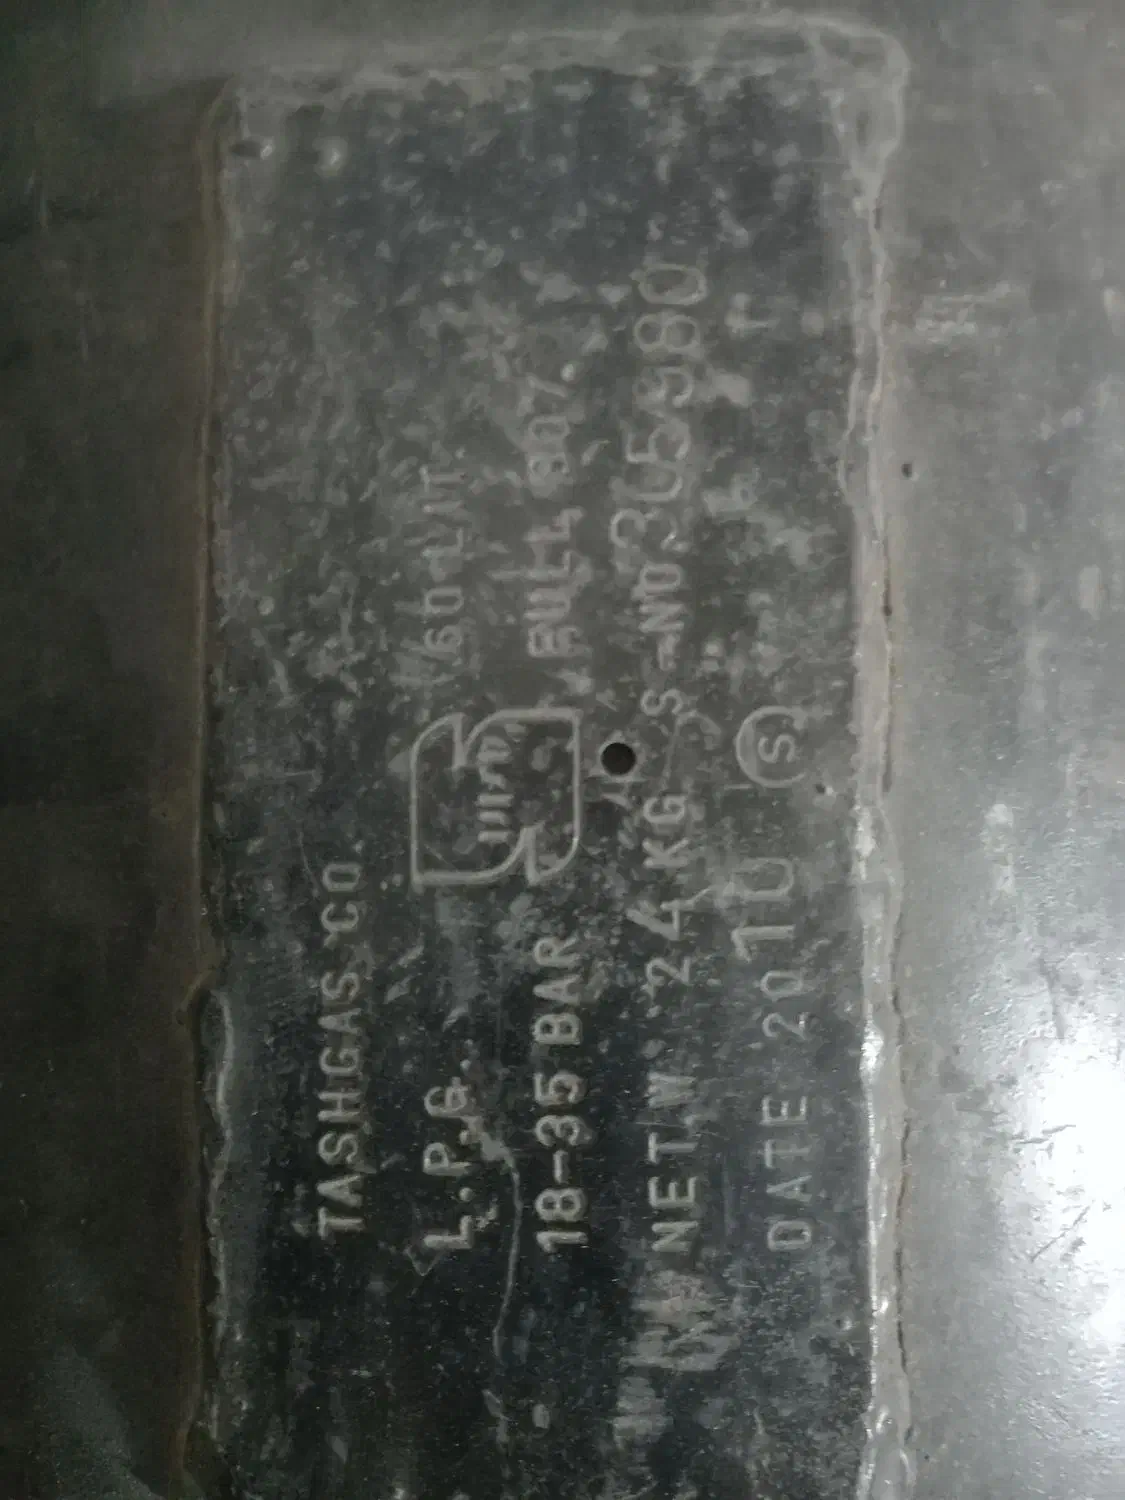 TASHGAS CO.
L.P.G. 60 LIT
18-35 BAR FULL 80%
NET.W 24 KG S-NO 305980
DATE 2010 S